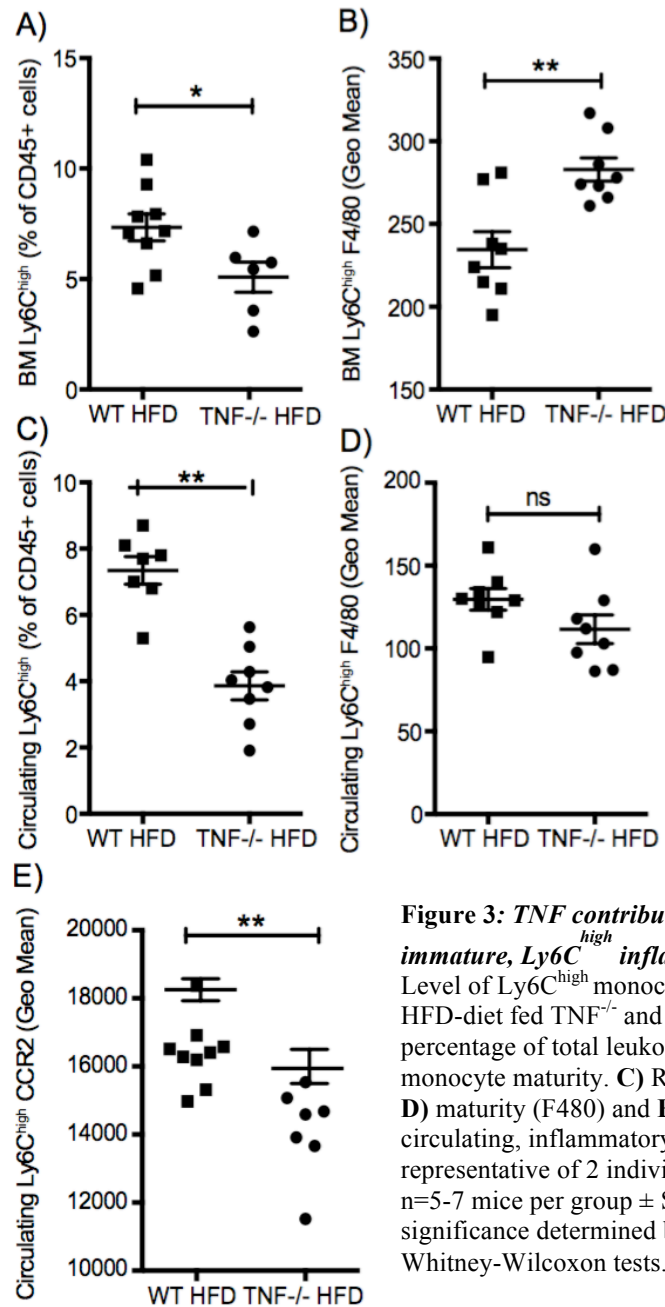 A)
BM Ly6C^high (% of CD45+ cells)
15
10
5
0
*
WT HFD TNF-/- HFD
B)
BM Ly6C^high F4/80 (Geo Mean)
350
300
250
200
150
**
WT HFD TNF-/- HFD
C)
Circulating Ly6C^high (% of CD45+ cells)
10
8
6
4
2
0
**
WT HFD TNF-/- HFD
D)
Circulating Ly6C^high F4/80 (Geo Mean)
200
150
100
50
0
ns
WT HFD TNF-/- HFD
E)
Circulating Ly6C^high CCR2 (Geo Mean)
20000
18000
16000
14000
12000
10000
**
WT HFD TNF-/- HFD
Figure 3: TNF contribu
immature, Ly6C^high infla
Level of Ly6C^high monoc
HFD-diet fed TNF^-/- and
percentage of total leuko
monocyte maturity. C) R
D) maturity (F480) and E
circulating, inflammatory
representative of 2 indivi
n=5-7 mice per group ± S
significance determined b
Whitney-Wilcoxon tests.